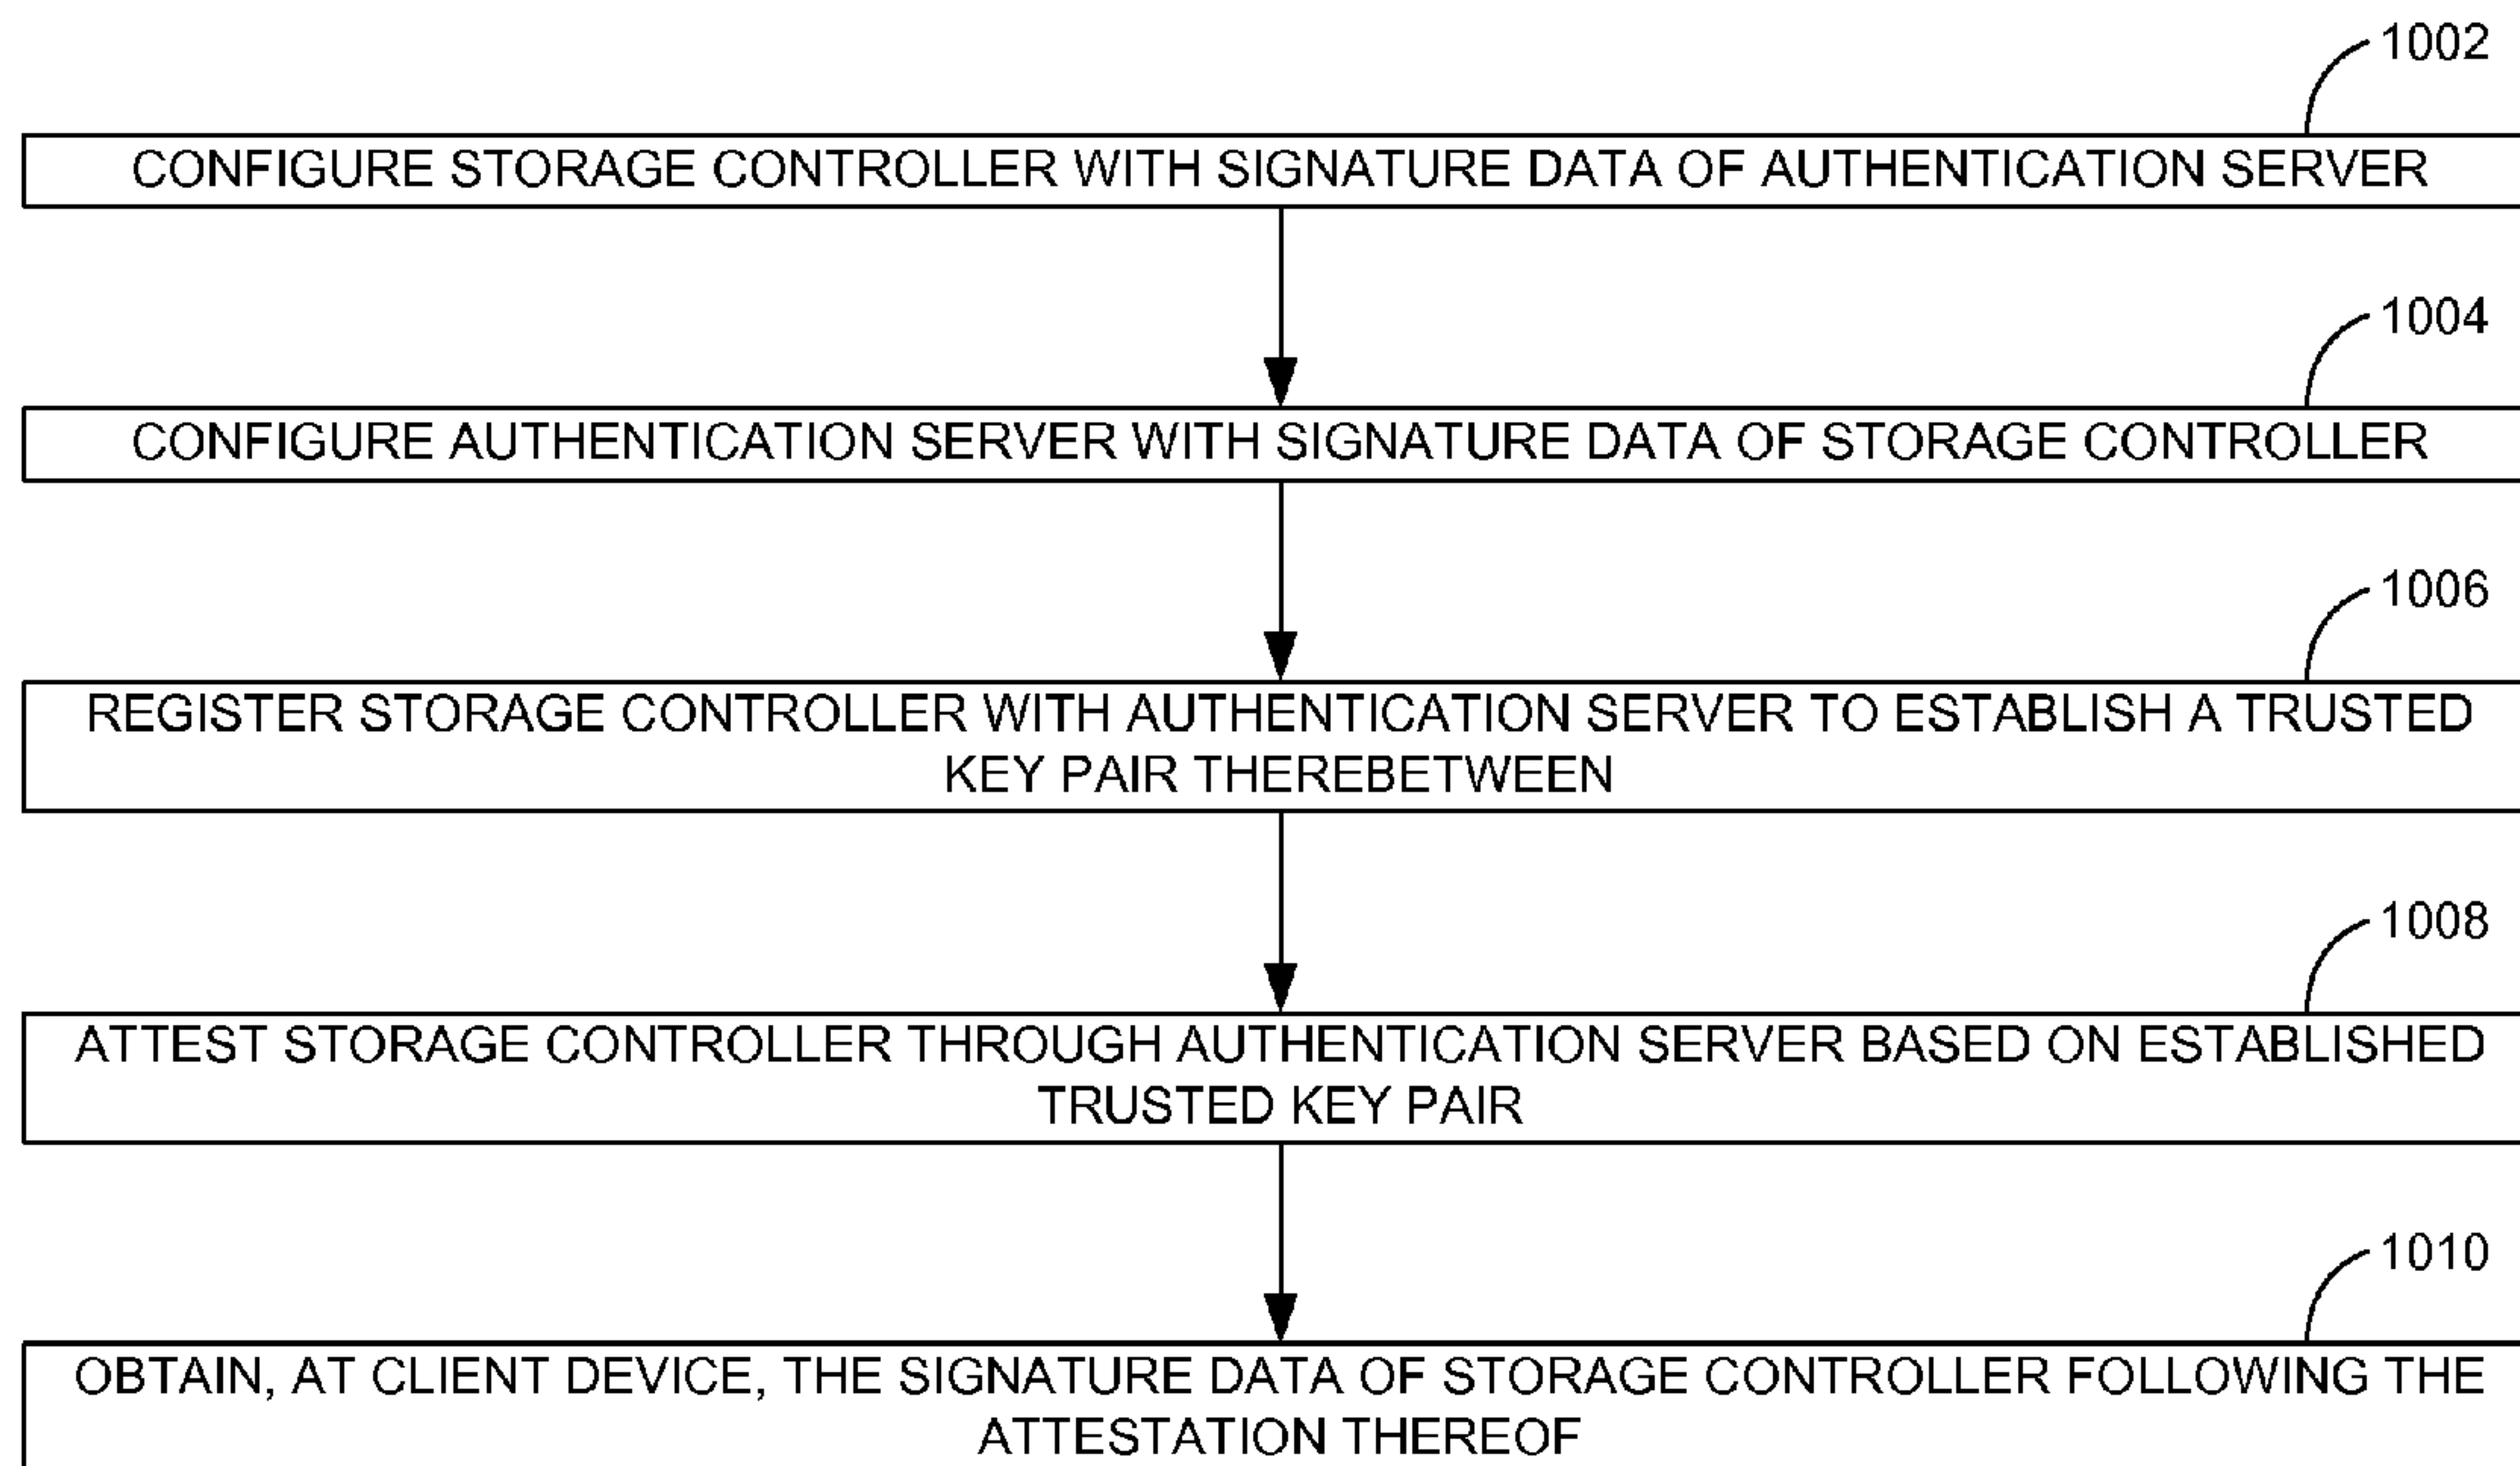 1002
CONFIGURE STORAGE CONTROLLER WITH SIGNATURE DATA OF AUTHENTICATION SERVER
1004
CONFIGURE AUTHENTICATION SERVER WITH SIGNATURE DATA OF STORAGE CONTROLLER
1006
REGISTER STORAGE CONTROLLER WITH AUTHENTICATION SERVER TO ESTABLISH A TRUSTED
KEY PAIR THEREBETWEEN
1008
ATTEST STORAGE CONTROLLER THROUGH AUTHENTICATION SERVER BASED ON ESTABLISHED
TRUSTED KEY PAIR
1010
OBTAIN, AT CLIENT DEVICE, THE SIGNATURE DATA OF STORAGE CONTROLLER FOLLOWING THE
ATTESTATION THEREOF